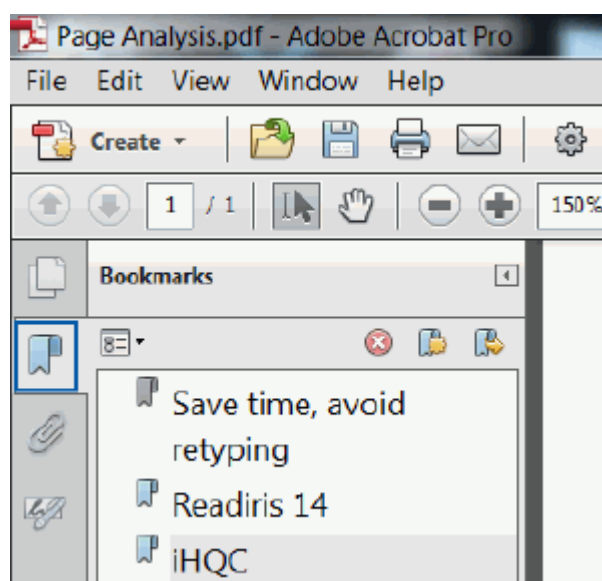 Page Analysis.pdf - Adobe Acrobat Pro
File Edit View Window Help
Create
1 / 1 150%
Bookmarks
Save time, avoid
retyping
Readiris 14
iHQC